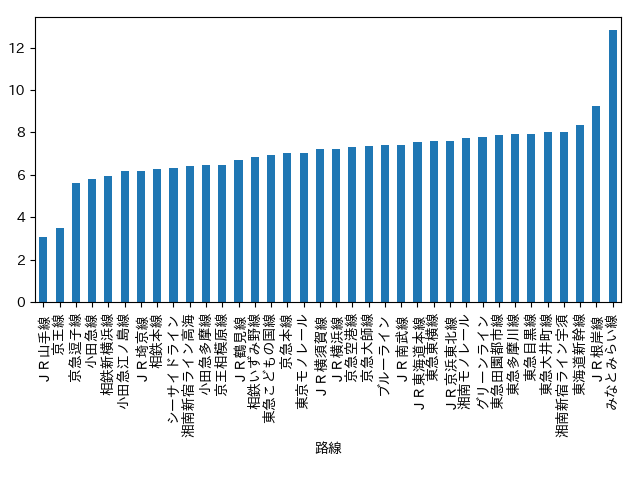 12
10
8
6
4
2
0
ＪＲ山手線
京王線
京急逗子線
小田急線
相鉄新横浜線
小田急江ノ島線
ＪＲ埼京線
相鉄本線
シーサイドライン
湘南新宿ライン高海
小田急多摩線
京王相模原線
ＪＲ鶴見線
相鉄いずみ野線
東急こどもの国線
京急本線
東京モノレール
ＪＲ横須賀線
ＪＲ横浜線
京急空港線
京急大師線
ブルーライン
ＪＲ南武線
ＪＲ東海道本線
東急東横線
ＪＲ京浜東北線
湘南モノレール
グリーンライン
東急田園都市線
東急多摩川線
東急目黒線
東急大井町線
湘南新宿ライン宇須
東海道新幹線
ＪＲ根岸線
みなとみらい線
路線